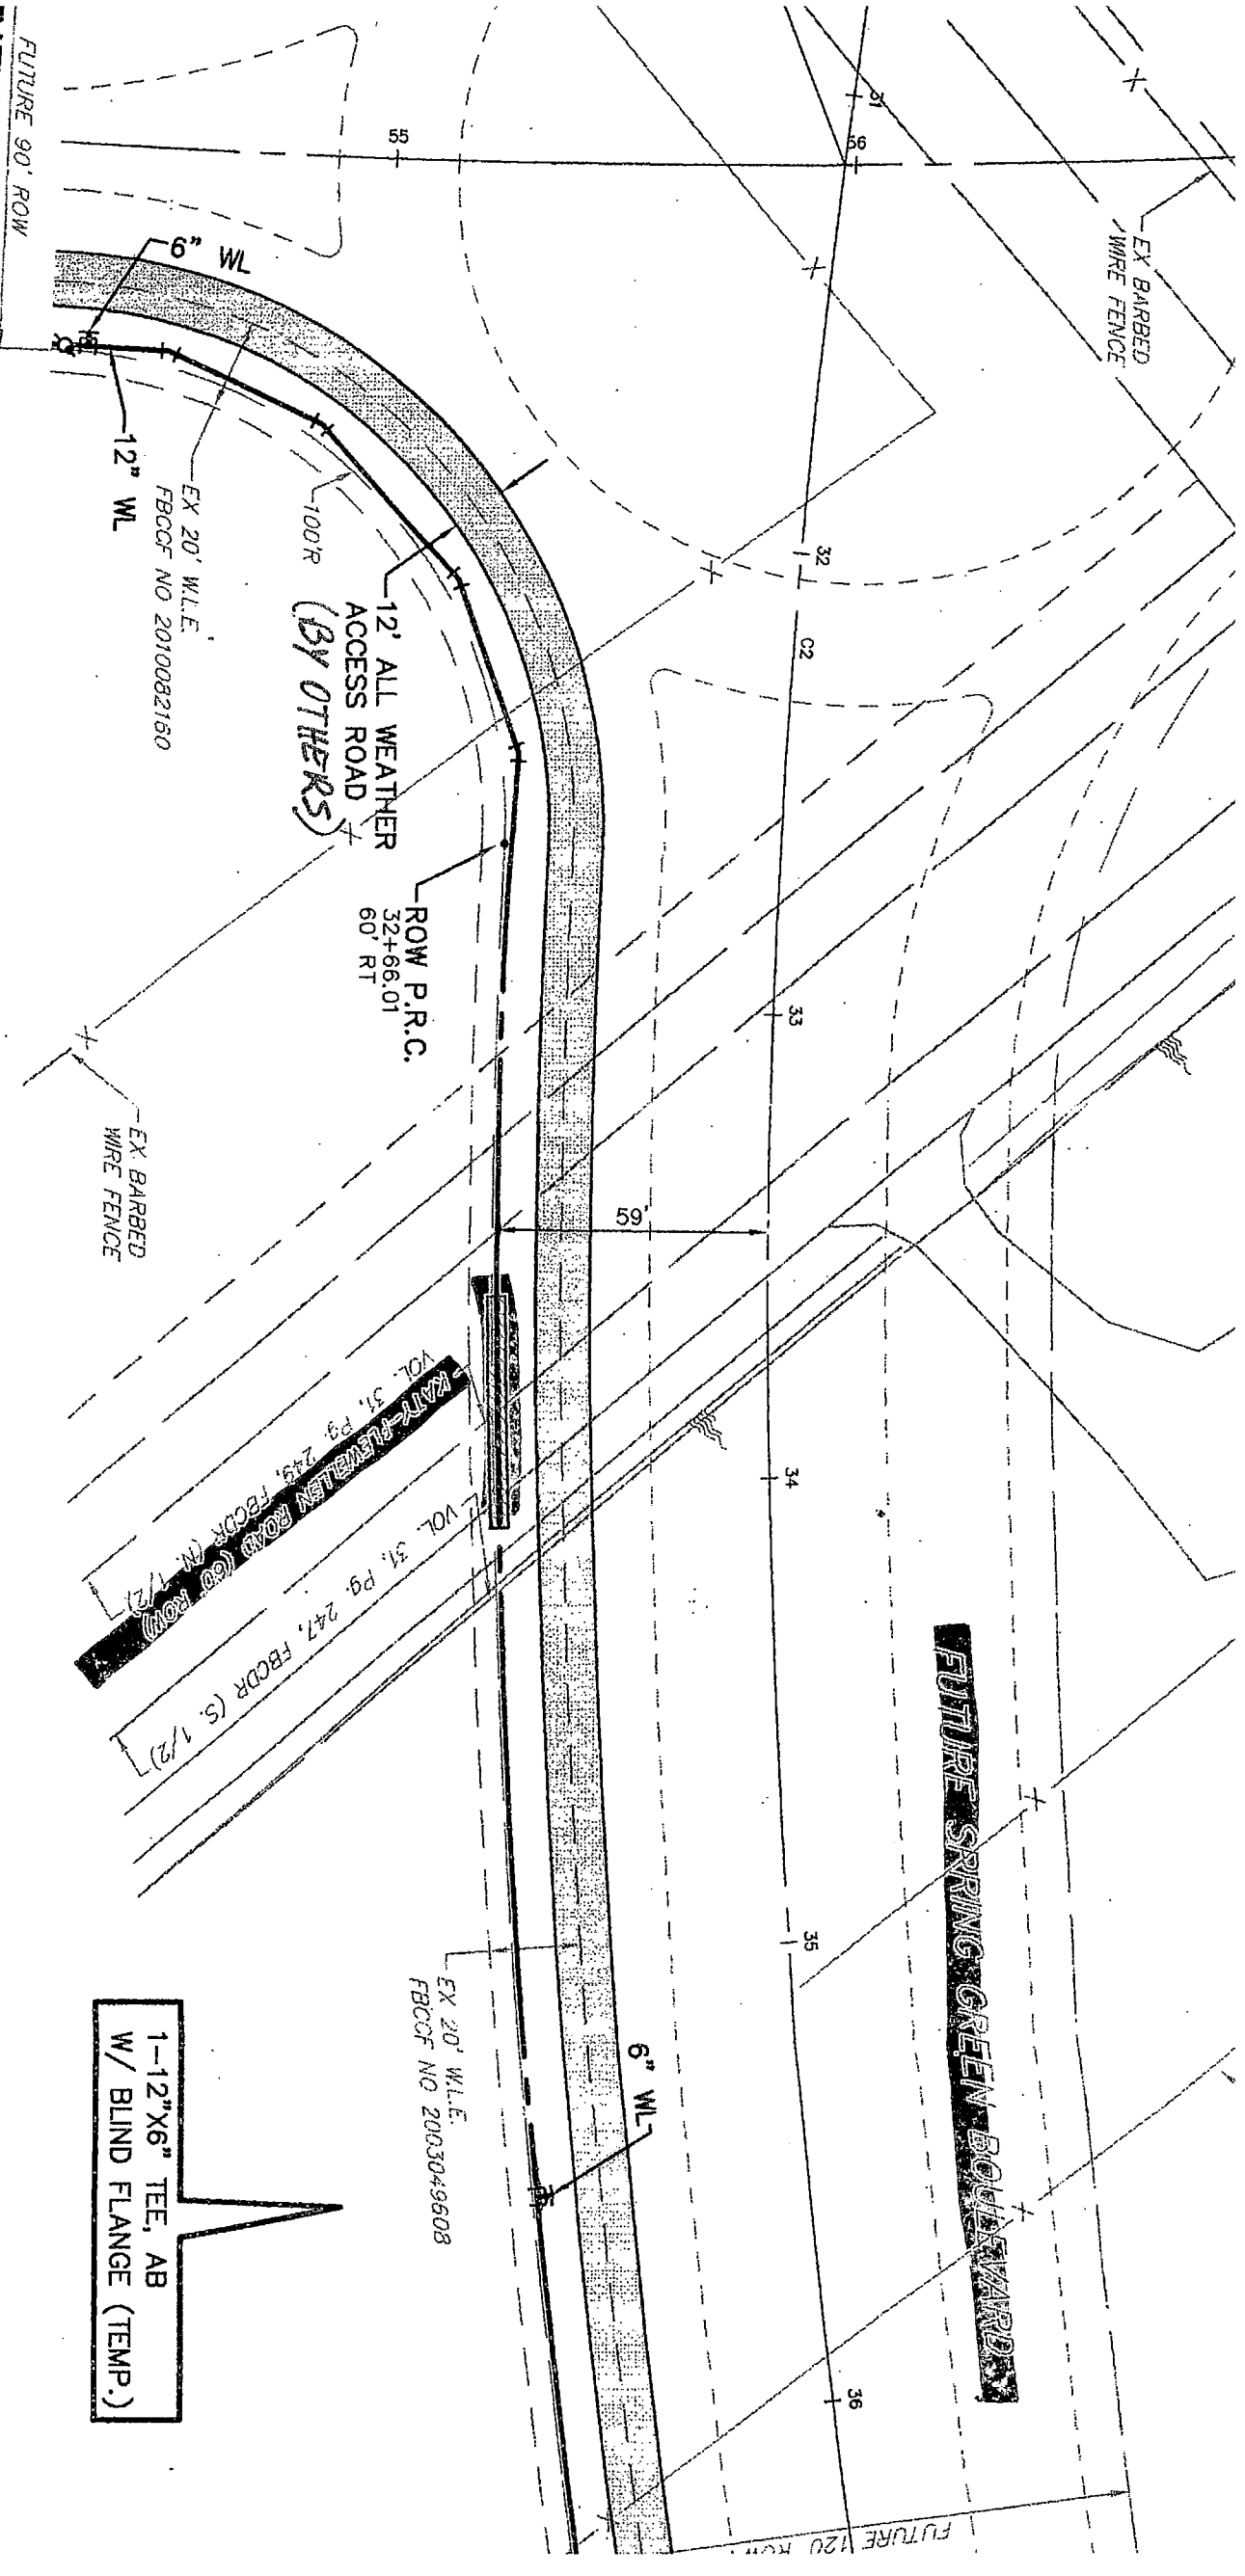 FUTURE 90' ROW
55
56
31
EX BARBED
WIRE FENCE
6" WL
12" WL
EX 20' W.L.E.
FBCCF NO 2010082160
100'R
12' ALL WEATHER
ACCESS ROAD
(BY OTHERS)
32
C2
ROW P.R.C.
32+66.01
60' RT
33
EX BARBED
WIRE FENCE
59'
34
KATY-FLEWELLEN ROAD (60' ROW)
VOL. 31, Pg. 249, FBCDR (N. 1/2)
VOL. 31, Pg. 247, FBCDR (S. 1/2)
FUTURE SPRING GREEN BOULEVARD
35
EX 20' W.L.E.
FBCCF NO 2003049608
6" WL
36
1-12"X6" TEE, AB
W/ BLIND FLANGE (TEMP.)
FUTURE 120 ROW